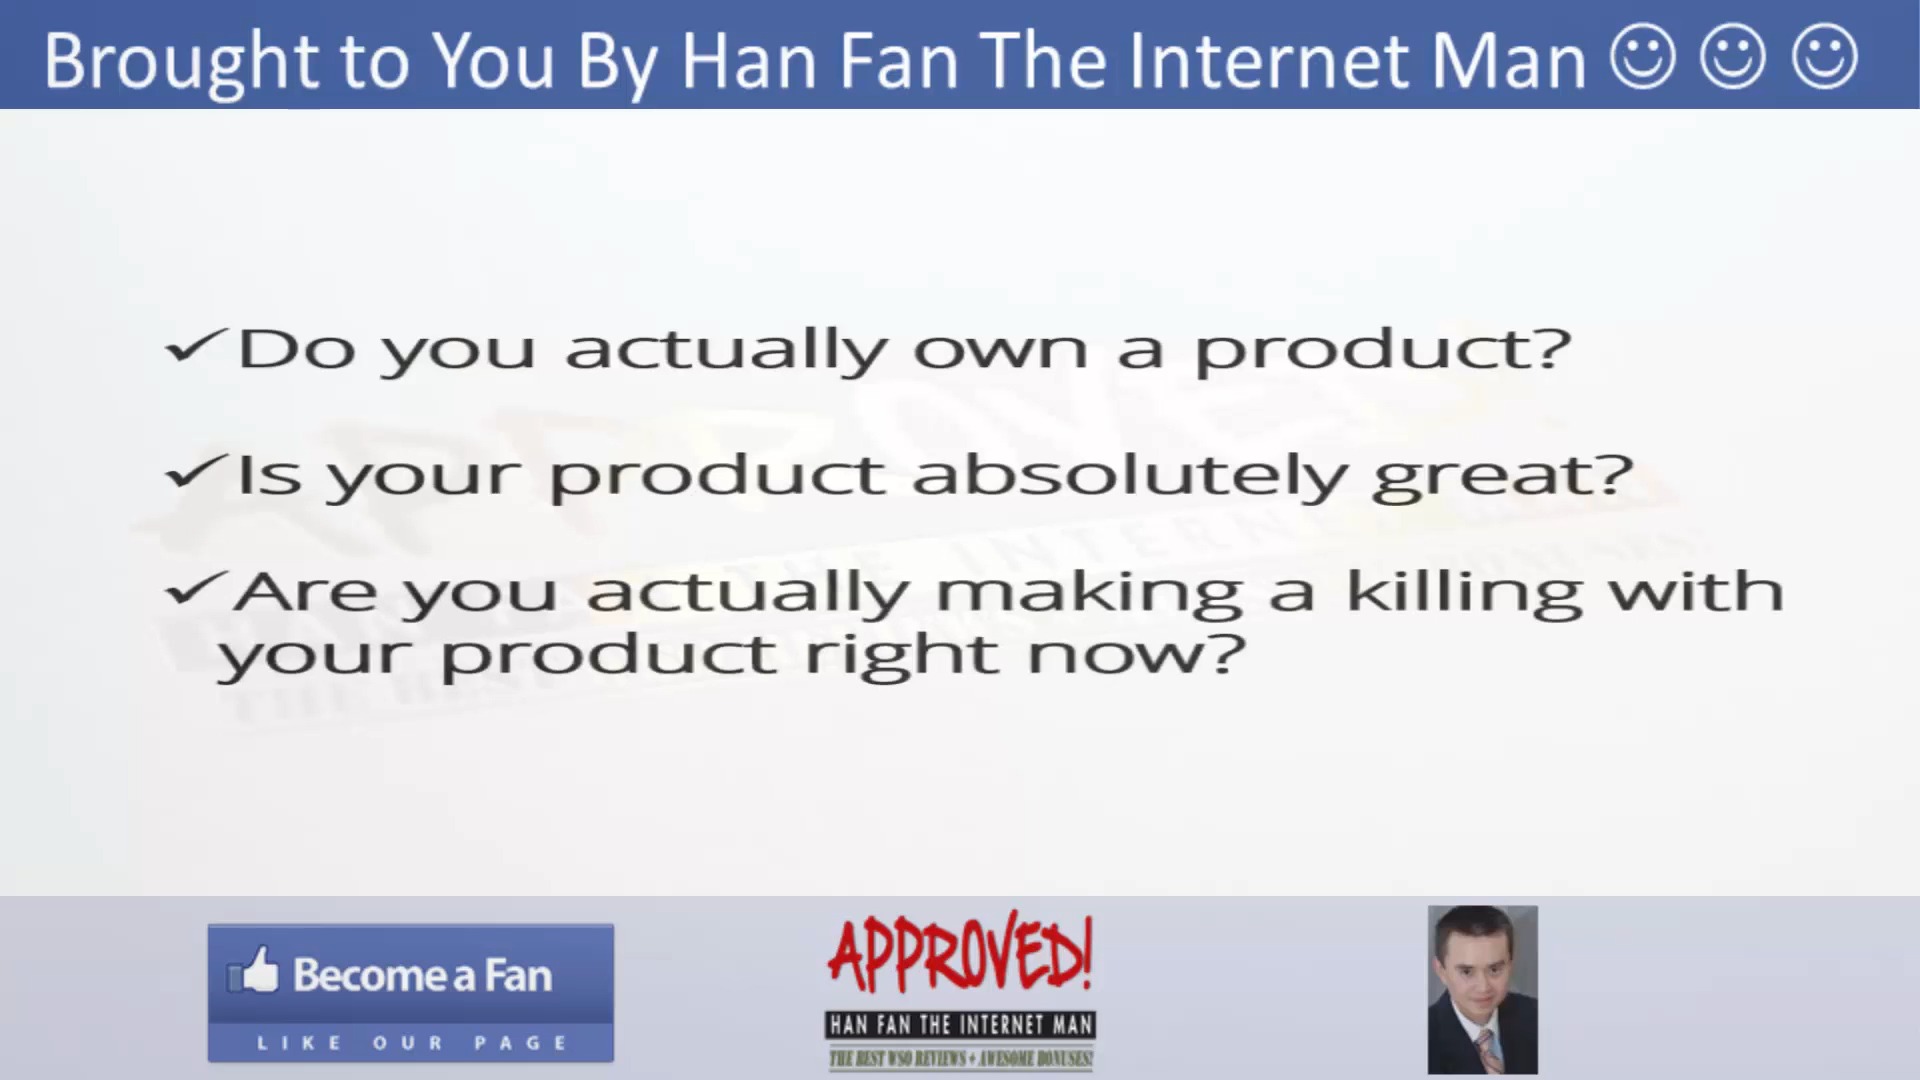 Brought to You By Han Fan The Internet Man ☺ ☺ ☺
✓Do you actually own a product?
✓Is your product absolutely great?
✓Are you actually making a killing with
your product right now?
Become a Fan
LIKE OUR PAGE
APPROVED!
HAN FAN THE INTERNET MAN
THE BEST WSO REVIEWS + AWESOME BONUSES!